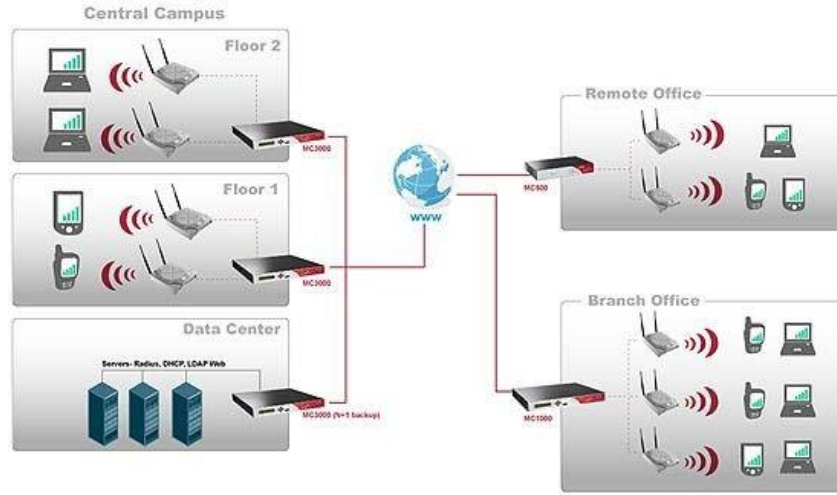 Central Campus
Floor 2
MC3000
Floor 1
MC3000
Data Center
Servers- Radius, DHCP, LDAP Web
MC3000 (N+1 backup)
www
Remote Office
MC500
Branch Office
MC1000